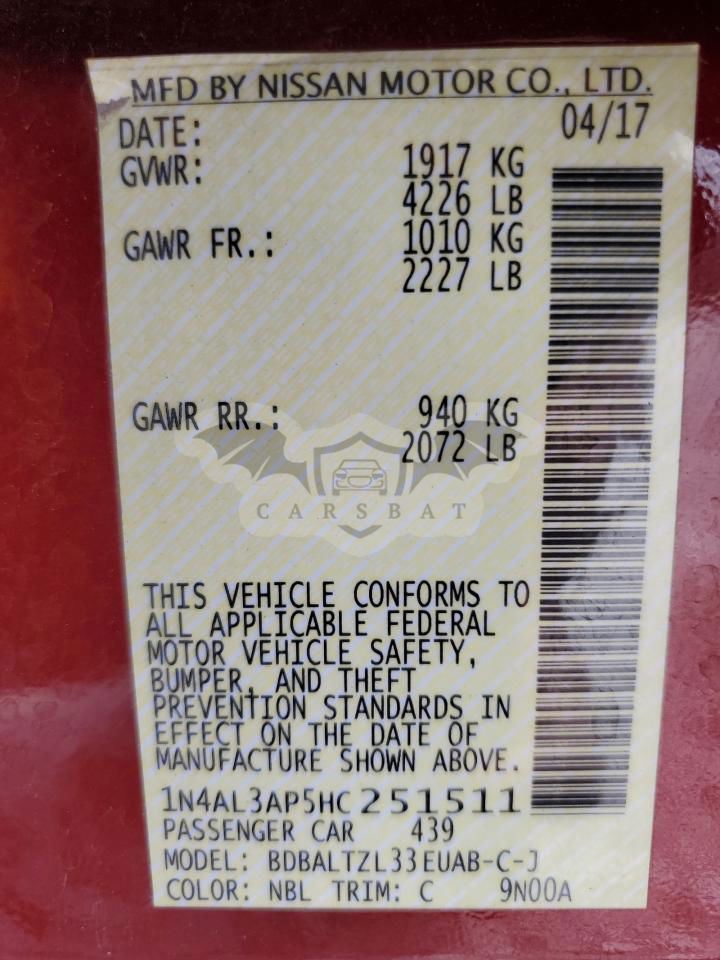 MFD BY NISSAN MOTOR CO., LTD.
DATE: 04/17
GVWR: 1917 KG
4226 LB
GAWR FR.: 1010 KG
2227 LB
GAWR RR.: 940 KG
2072 LB
CARSBAT
THIS VEHICLE CONFORMS TO
ALL APPLICABLE FEDERAL
MOTOR VEHICLE SAFETY,
BUMPER, AND THEFT
PREVENTION STANDARDS IN
EFFECT ON THE DATE OF
MANUFACTURE SHOWN ABOVE.
1N4AL3AP5HC251511
PASSENGER CAR 439
MODEL: BDBALTZL33EUAB-C-J
COLOR: NBL TRIM: C 9N00A